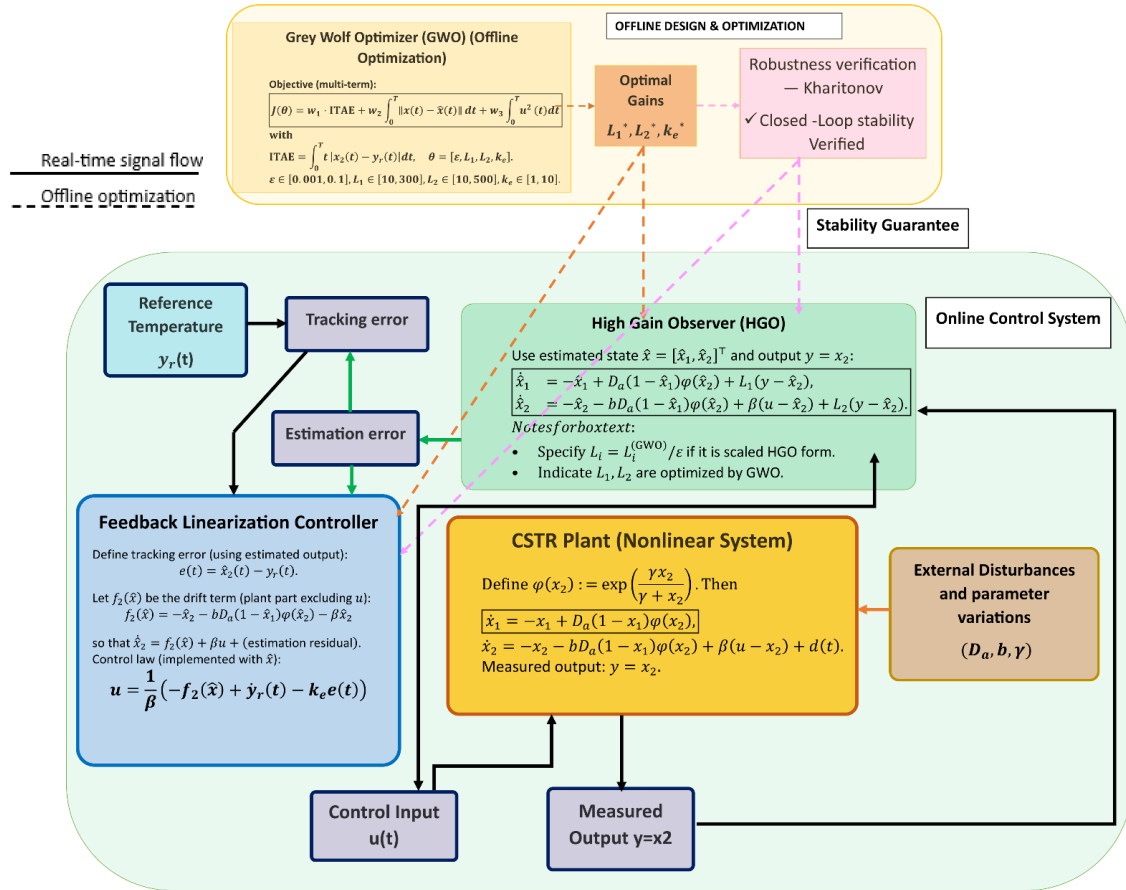 OFFLINE DESIGN & OPTIMIZATION
Grey Wolf Optimizer (GWO) (Offline
Optimization)
Objective (multi-term):
J(θ) = w₁ · ITAE + w₂ ∫₀ᵀ ‖x(t) − x̂(t)‖ dt + w₃ ∫₀ᵀ u² (t)dt
with
ITAE = ∫₀ᵀ t |x₂(t) − yᵣ(t)|dt, θ = [ε, L₁, L₂, kₑ].
ε ∈ [0.001, 0.1], L₁ ∈ [10, 300], L₂ ∈ [10, 500], kₑ ∈ [1, 10].
Optimal
Gains
L₁*, L₂*, kₑ*
Robustness verification
— Kharitonov
✓ Closed -Loop stability
Verified
Real-time signal flow
Offline optimization
Stability Guarantee
Online Control System
Reference
Temperature
yᵣ(t)
Tracking error
Estimation error
High Gain Observer (HGO)
Use estimated state x̂ = [x̂₁, x̂₂]ᵀ and output y = x₂:
x̂̇₁ = −x̂₁ + Dₐ(1 − x̂₁)φ(x̂₂) + L₁(y − x̂₂),
x̂̇₂ = −x̂₂ − bDₐ(1 − x̂₁)φ(x̂₂) + β(u − x̂₂) + L₂(y − x̂₂).
Notesforboxtext:
• Specify Lᵢ = Lᵢ^(GWO)/ε if it is scaled HGO form.
• Indicate L₁, L₂ are optimized by GWO.
Feedback Linearization Controller
Define tracking error (using estimated output):
e(t) = x̂₂(t) − yᵣ(t).
Let f₂(x̂) be the drift term (plant part excluding u):
f₂(x̂) = −x̂₂ − bDₐ(1 − x̂₁)φ(x̂₂) − βx̂₂
so that x̂̇₂ = f₂(x̂) + βu + (estimation residual).
Control law (implemented with x̂):
u = 1/β (−f₂(x̂) + ẏᵣ(t) − kₑe(t))
CSTR Plant (Nonlinear System)
Define φ(x₂) := exp(γx₂/(γ + x₂)). Then
ẋ₁ = −x₁ + Dₐ(1 − x₁)φ(x₂),
ẋ₂ = −x₂ − bDₐ(1 − x₁)φ(x₂) + β(u − x₂) + d(t).
Measured output: y = x₂.
External Disturbances
and parameter
variations
(Dₐ, b, γ)
Control Input
u(t)
Measured
Output y=x2